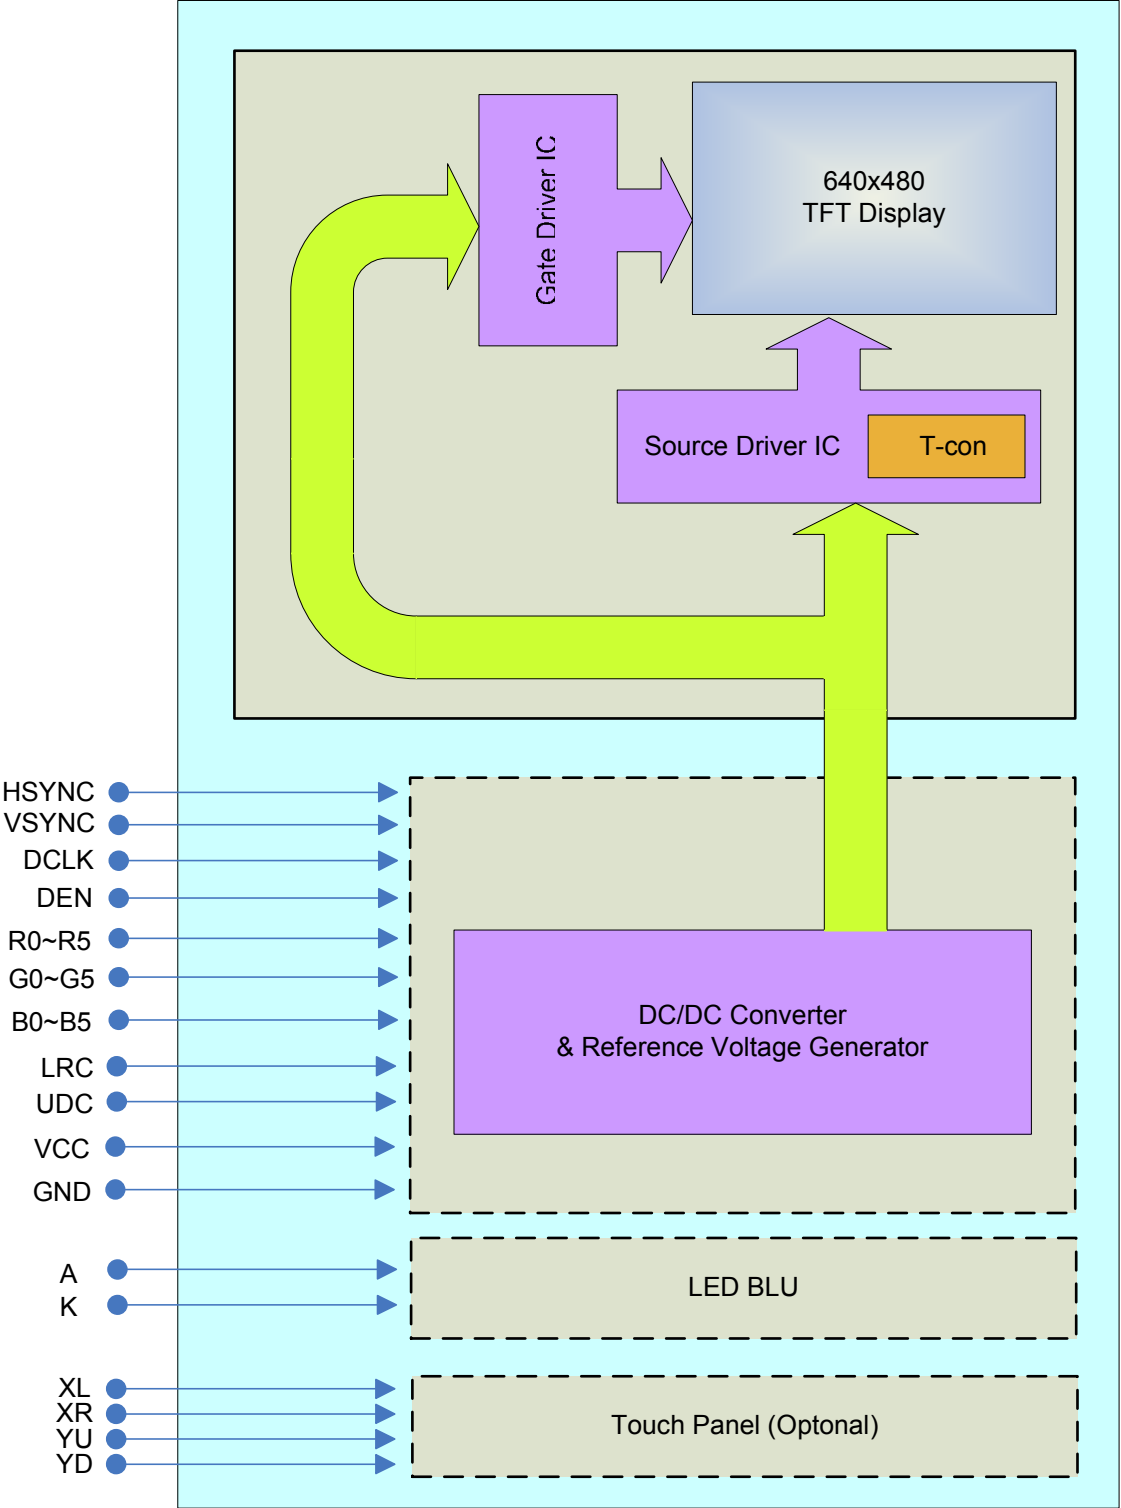 Gate Driver IC
640x480
TFT Display
Source Driver IC
T-con
HSYNC
VSYNC
DCLK
DEN
R0~R5
G0~G5
B0~B5
LRC
UDC
VCC
GND
DC/DC Converter
& Reference Voltage Generator
A
K
LED BLU
XL
XR
YU
YD
Touch Panel (Optonal)